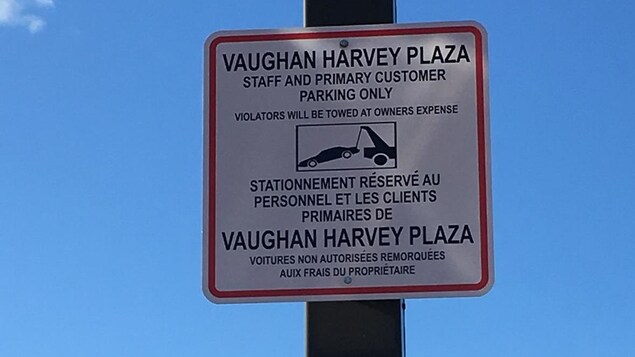 VAUGHAN HARVEY PLAZA
STAFF AND PRIMARY CUSTOMER
PARKING ONLY
VIOLATORS WILL BE TOWED AT OWNERS EXPENSE
STATIONNEMENT RÉSERVÉ AU
PERSONNEL ET LES CLIENTS
PRIMAIRES DE
VAUGHAN HARVEY PLAZA
VOITURES NON AUTORISÉES REMORQUÉES
AUX FRAIS DU PROPRIÉTAIRE